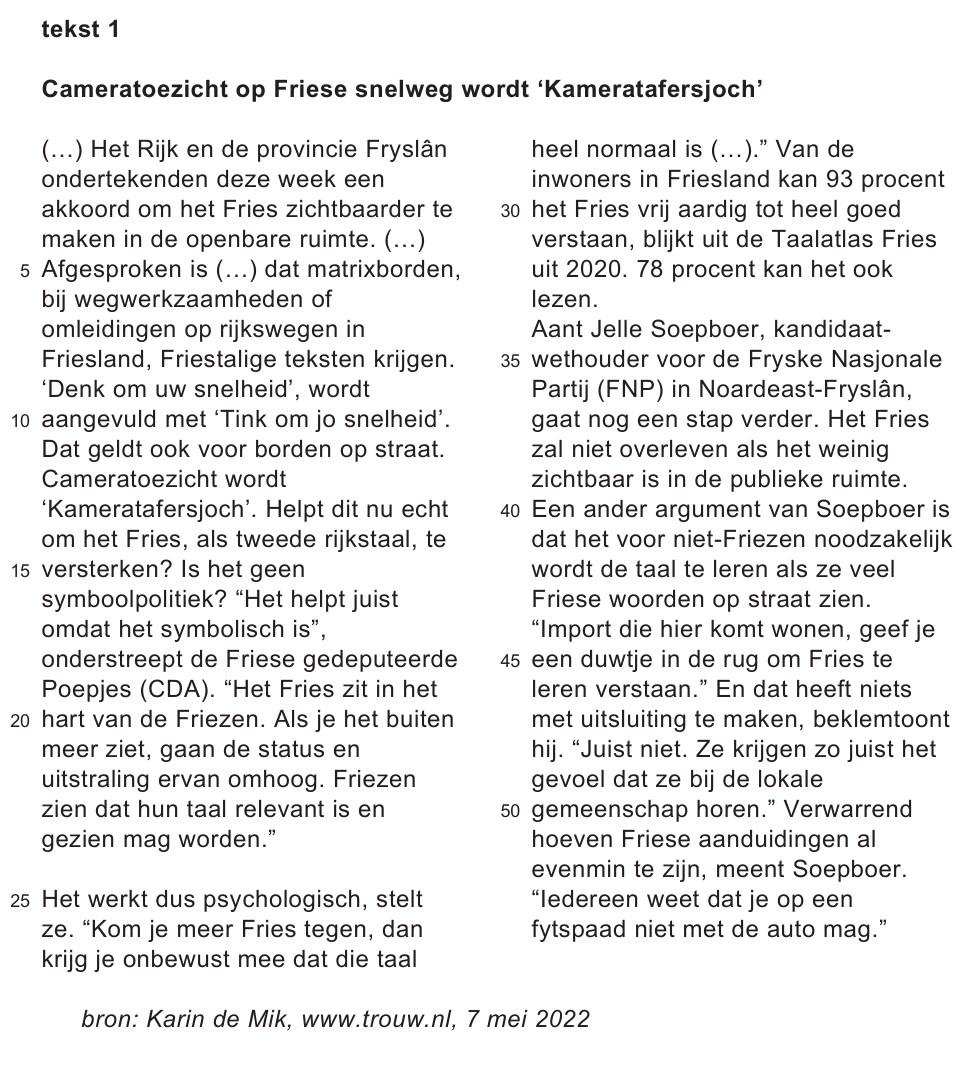 tekst 1
Cameratoezicht op Friese snelweg wordt ‘Kameratafersjoch’
(…) Het Rijk en de provincie Fryslân
ondertekenden deze week een
akkoord om het Fries zichtbaarder te
maken in de openbare ruimte. (…)
5 Afgesproken is (…) dat matrixborden,
bij wegwerkzaamheden of
omleidingen op rijkswegen in
Friesland, Friestalige teksten krijgen.
‘Denk om uw snelheid’, wordt
10 aangevuld met ‘Tink om jo snelheid’.
Dat geldt ook voor borden op straat.
Cameratoezicht wordt
‘Kameratafersjoch’. Helpt dit nu echt
om het Fries, als tweede rijkstaal, te
15 versterken? Is het geen
symboolpolitiek? “Het helpt juist
omdat het symbolisch is”,
onderstreept de Friese gedeputeerde
Poepjes (CDA). “Het Fries zit in het
20 hart van de Friezen. Als je het buiten
meer ziet, gaan de status en
uitstraling ervan omhoog. Friezen
zien dat hun taal relevant is en
gezien mag worden.”
25 Het werkt dus psychologisch, stelt
ze. “Kom je meer Fries tegen, dan
krijg je onbewust mee dat die taal
heel normaal is (…).” Van de
inwoners in Friesland kan 93 procent
30 het Fries vrij aardig tot heel goed
verstaan, blijkt uit de Taalatlas Fries
uit 2020. 78 procent kan het ook
lezen.
Aant Jelle Soepboer, kandidaat-
35 wethouder voor de Fryske Nasjonale
Partij (FNP) in Noardeast-Fryslân,
gaat nog een stap verder. Het Fries
zal niet overleven als het weinig
zichtbaar is in de publieke ruimte.
40 Een ander argument van Soepboer is
dat het voor niet-Friezen noodzakelijk
wordt de taal te leren als ze veel
Friese woorden op straat zien.
“Import die hier komt wonen, geef je
45 een duwtje in de rug om Fries te
leren verstaan.” En dat heeft niets
met uitsluiting te maken, beklemtoont
hij. “Juist niet. Ze krijgen zo juist het
gevoel dat ze bij de lokale
50 gemeenschap horen.” Verwarrend
hoeven Friese aanduidingen al
evenmin te zijn, meent Soepboer.
“Iedereen weet dat je op een
fytspaad niet met de auto mag.”
bron: Karin de Mik, www.trouw.nl, 7 mei 2022